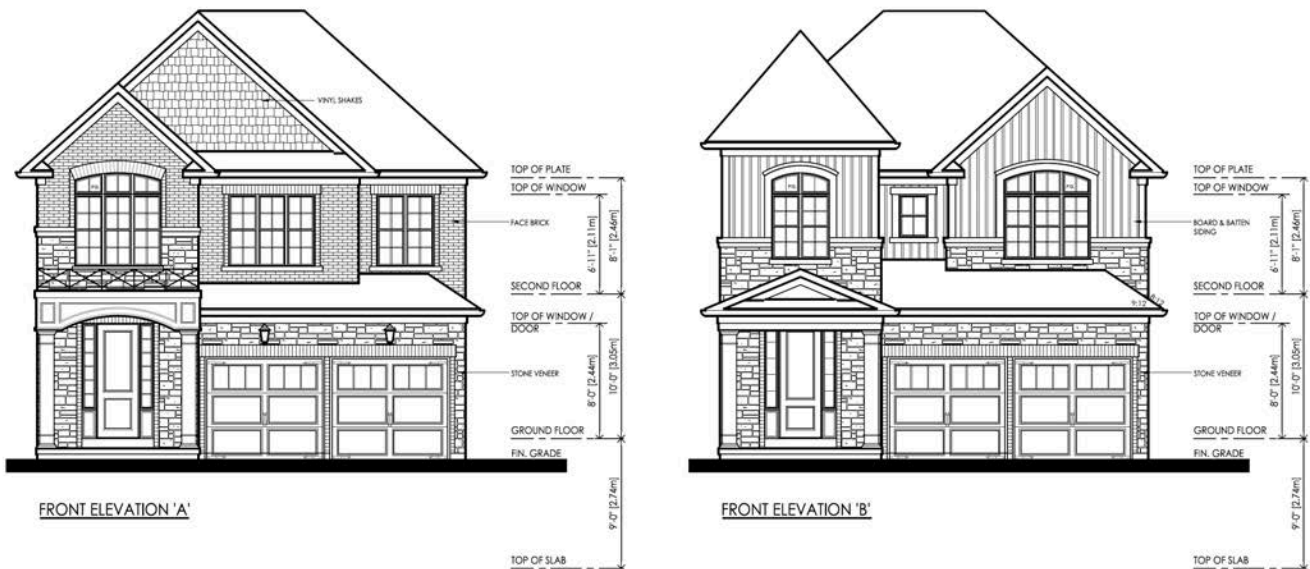 VINYL SHAKES
TOP OF PLATE
TOP OF WINDOW
FACE BRICK
6'-11" [2.11m]
8'-1" [2.46m]
SECOND FLOOR
TOP OF WINDOW /
DOOR
STONE VENEER
8'-0" [2.44m]
10'-0" [3.05m]
GROUND FLOOR
FIN. GRADE
9'-0" [2.74m]
TOP OF SLAB
FRONT ELEVATION 'A'
TOP OF PLATE
TOP OF WINDOW
BOARD & BATTEN
SIDING
6'-11" [2.11m]
8'-1" [2.46m]
SECOND FLOOR
9:12
TOP OF WINDOW /
DOOR
STONE VENEER
8'-0" [2.44m]
10'-0" [3.05m]
GROUND FLOOR
FIN. GRADE
9'-0" [2.74m]
TOP OF SLAB
FRONT ELEVATION 'B'